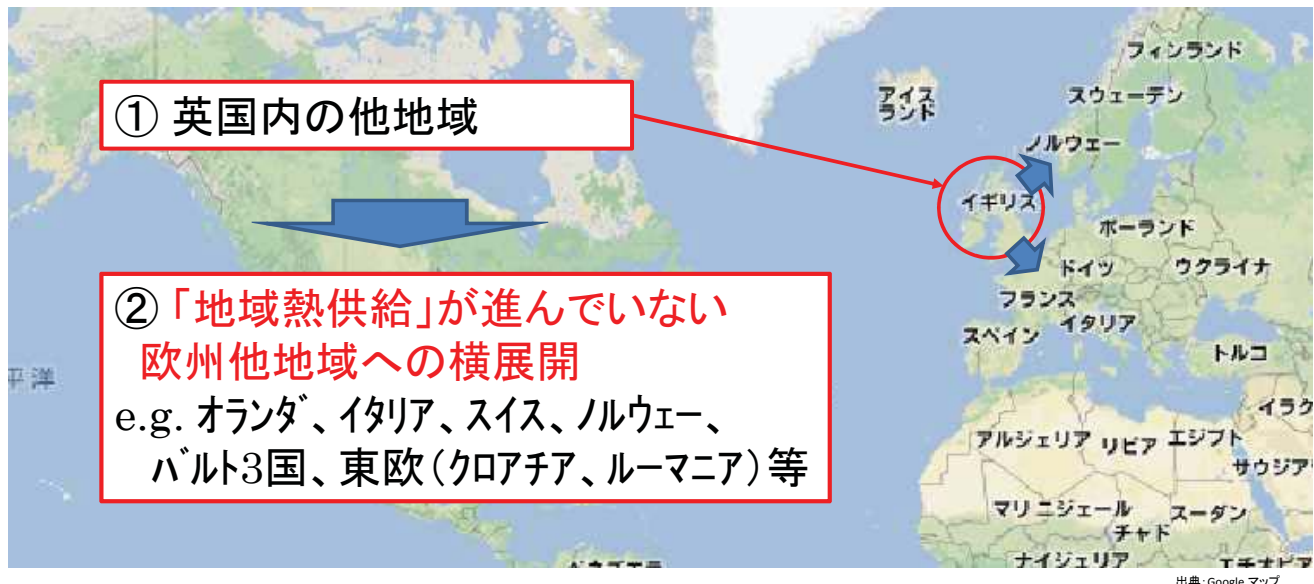 ① 英国内の他地域
② 「地域熱供給」が進んでいない
欧州他地域への横展開
e.g. オランダ、イタリア、スイス、ノルウェー、
バルト3国、東欧(クロアチア、ルーマニア)等
フィンランド
アイス
ランド
スウェーデン
ノルウェー
イギリス
ポーランド
ドイツ
ウクライナ
フランス
スペイン
イタリア
トルコ
平洋
イラク
アルジェリア
リビア
エジプト
サウジア
マリ
ニジェール
スーダン
チャド
ナイジェリア
エチオピア
出典:Google マップ